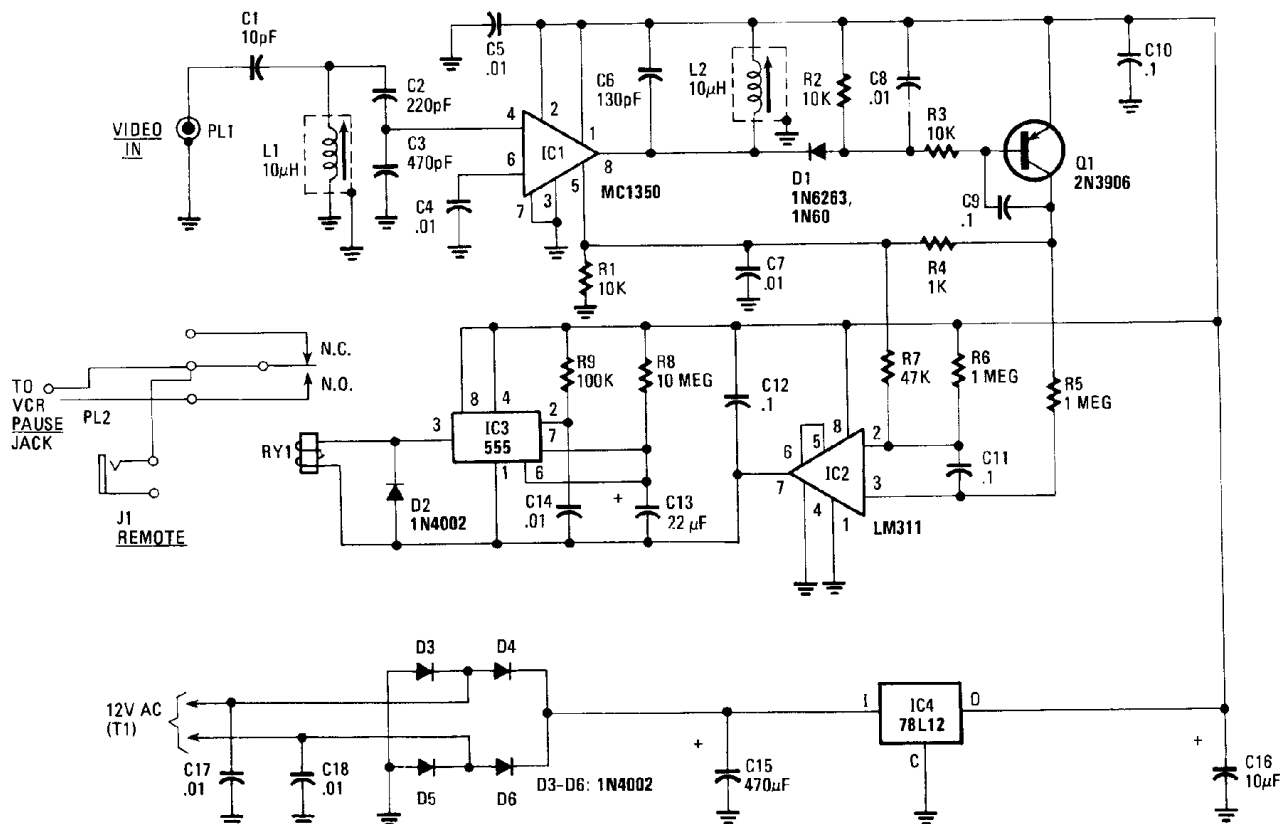 C1
10pF
C5
.01
C2
220pF
C6
130pF
L2
10µH
R2
10K
C8
.01
C10
.1
VIDEO
IN
PL1
L1
10µH
C3
470pF
4
2
1
6
IC1
8
7
3
5
MC1350
C4
.01
D1
1N6263,
1N60
R3
10K
Q1
2N3906
C9
.1
R1
10K
C7
.01
R4
1K
N.C.
N.O.
TO
VCR
PAUSE
JACK
PL2
J1
REMOTE
RY1
R9
100K
R8
10 MEG
C12
.1
R7
47K
R6
1 MEG
R5
1 MEG
8
4
3
IC3
555
2
7
1
6
D2
1N4002
C14
.01
+
C13
22 µF
6
5
8
2
7
IC2
3
4
1
C11
.1
LM311
12V AC
(T1)
D3
D4
D5
D6
D3-D6: 1N4002
C17
.01
C18
.01
+
C15
470µF
I
IC4
78L12
O
C
+
C16
10µF